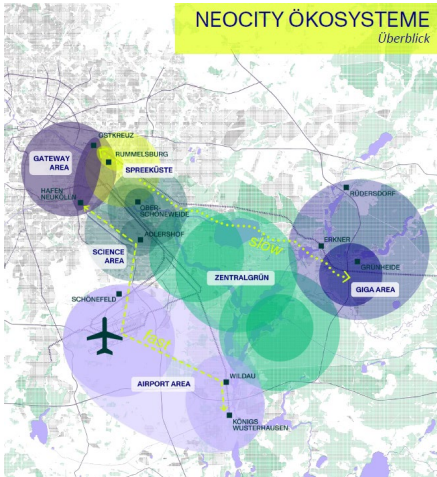 NEOCITY ÖKOSYSTEME
Überblick
OSTKREUZ
RUMMELSBURG
GATEWAY
AREA
SPREEKÜSTE
HAFEN
NEUKÖLLN
OBER-
SCHÖNEWEIDE
RÜDERSDORF
ADLERSHOF
slow
ERKNER
SCIENCE
AREA
GRÜNHEIDE
ZENTRALGRÜN
GIGA AREA
SCHÖNEFELD
fast
AIRPORT AREA
WILDAU
KÖNIGS
WUSTERHAUSEN